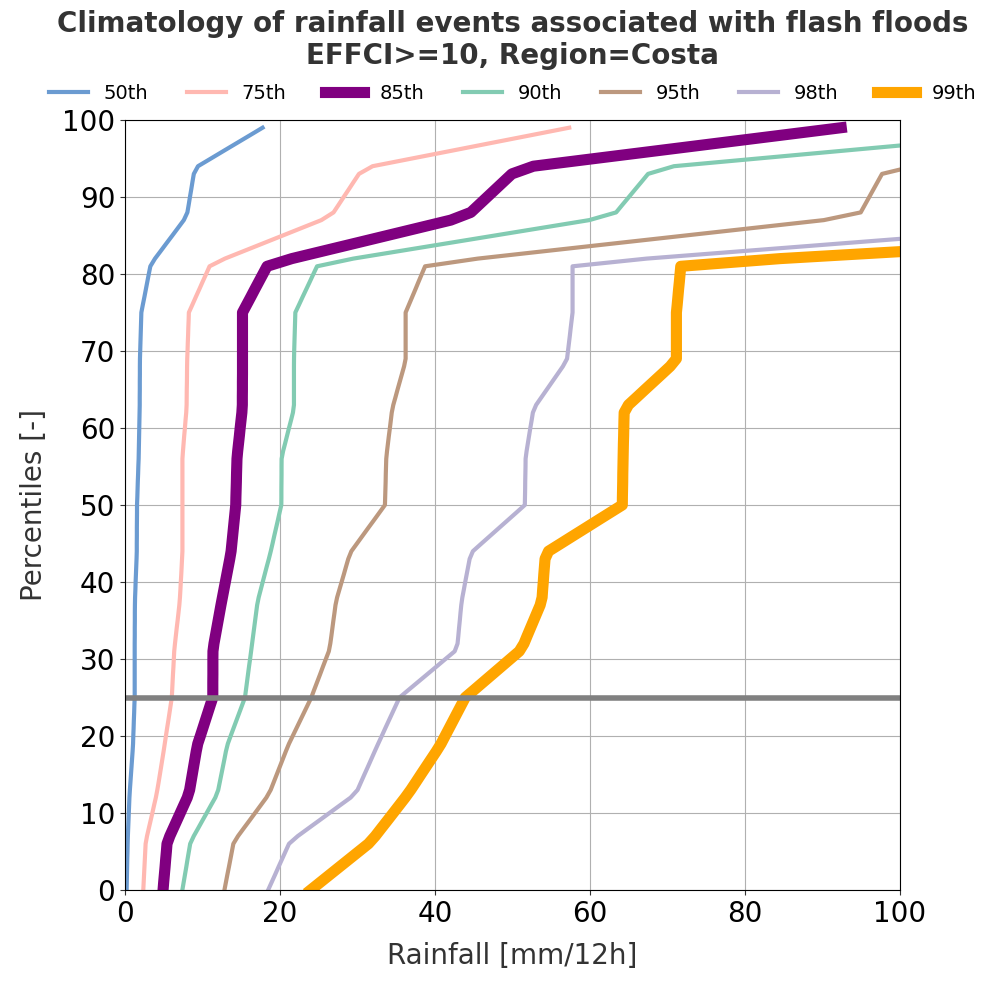 Climatology of rainfall events associated with flash floods
EFFCI>=10, Region=Costa
50th 75th 85th 90th 95th 98th 99th
100
90
80
70
60
50
40
30
20
10
0
Percentiles [-]
0 20 40 60 80 100
Rainfall [mm/12h]